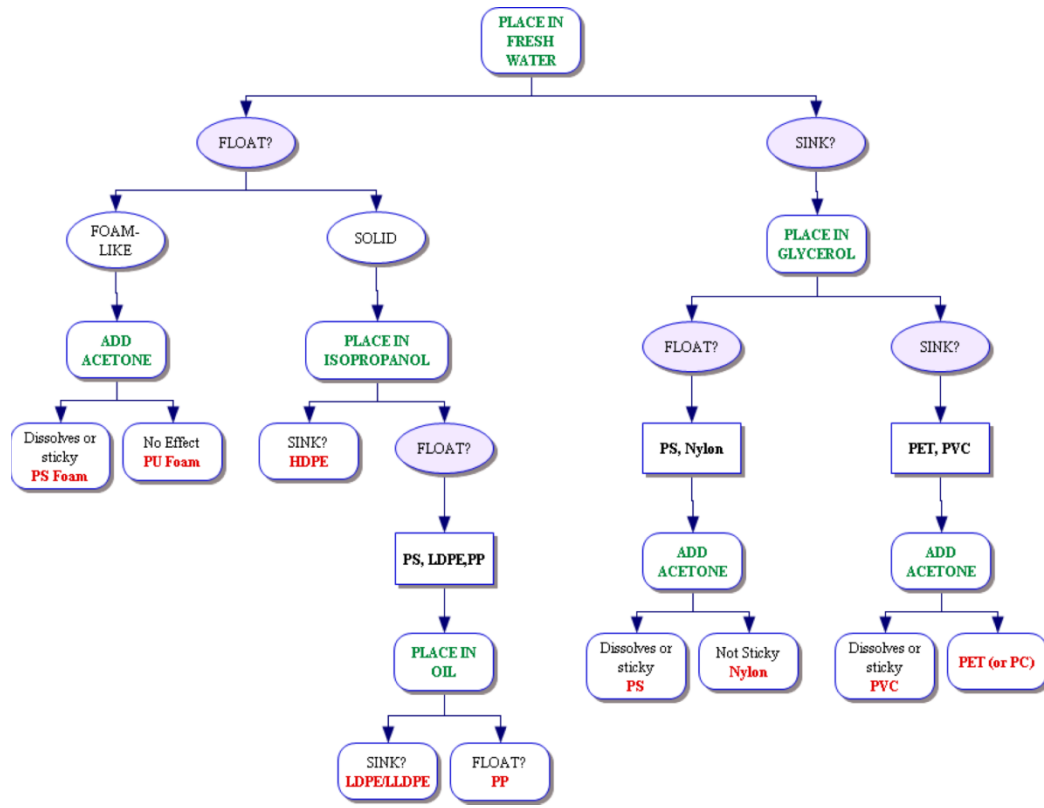 PLACE IN
FRESH
WATER
FLOAT?
SINK?
FOAM-
LIKE
SOLID
PLACE IN
GLYCEROL
ADD
ACETONE
PLACE IN
ISOPROPANOL
FLOAT?
SINK?
Dissolves or
sticky
PS Foam
No Effect
PU Foam
SINK?
HDPE
FLOAT?
PS, Nylon
PET, PVC
PS, LDPE,PP
ADD
ACETONE
ADD
ACETONE
PLACE IN
OIL
Dissolves or
sticky
PS
Not Sticky
Nylon
Dissolves or
sticky
PVC
PET (or PC)
SINK?
LDPE/LLDPE
FLOAT?
PP